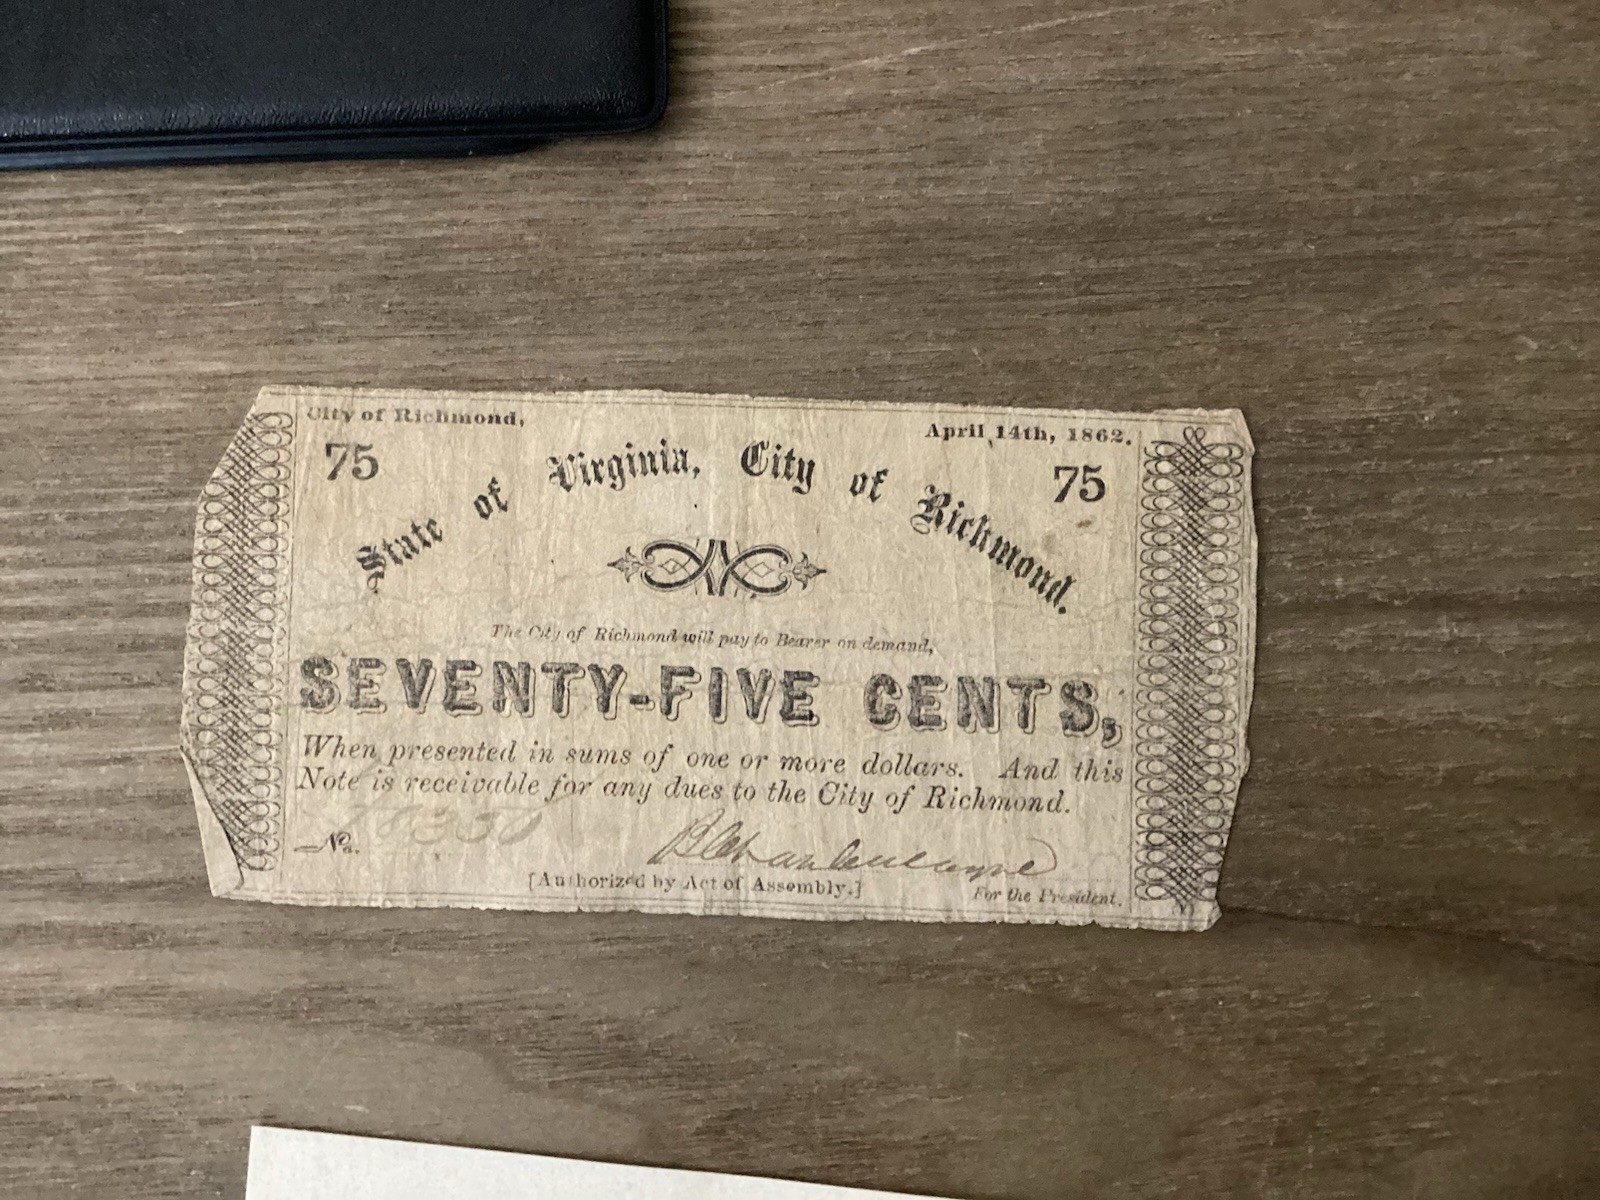 City of Richmond,
April 14th, 1862.
75
75
State of Virginia, City of Richmond.
The City of Richmond will pay to Bearer on demand,
SEVENTY-FIVE CENTS,
When presented in sums of one or more dollars. And this
Note is receivable for any dues to the City of Richmond.
No.
[Authorized by Act of Assembly.]
For the President.